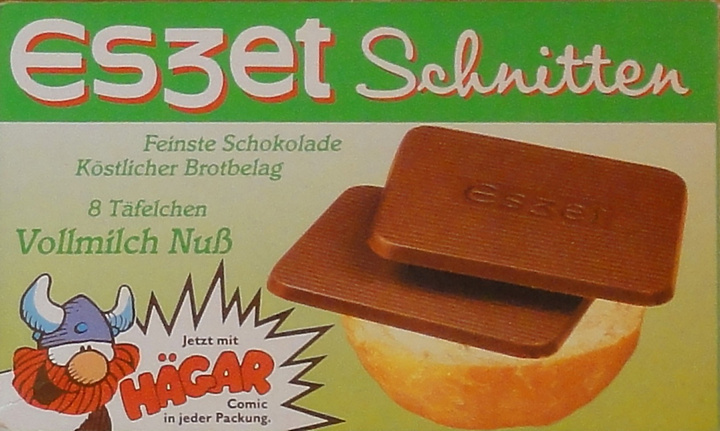 Eszet Schnitten
Feinste Schokolade
Köstlicher Brotbelag
8 Täfelchen
Vollmilch Nuß
eszet
Jetzt mit
HÄGAR
Comic
in jeder Packung.